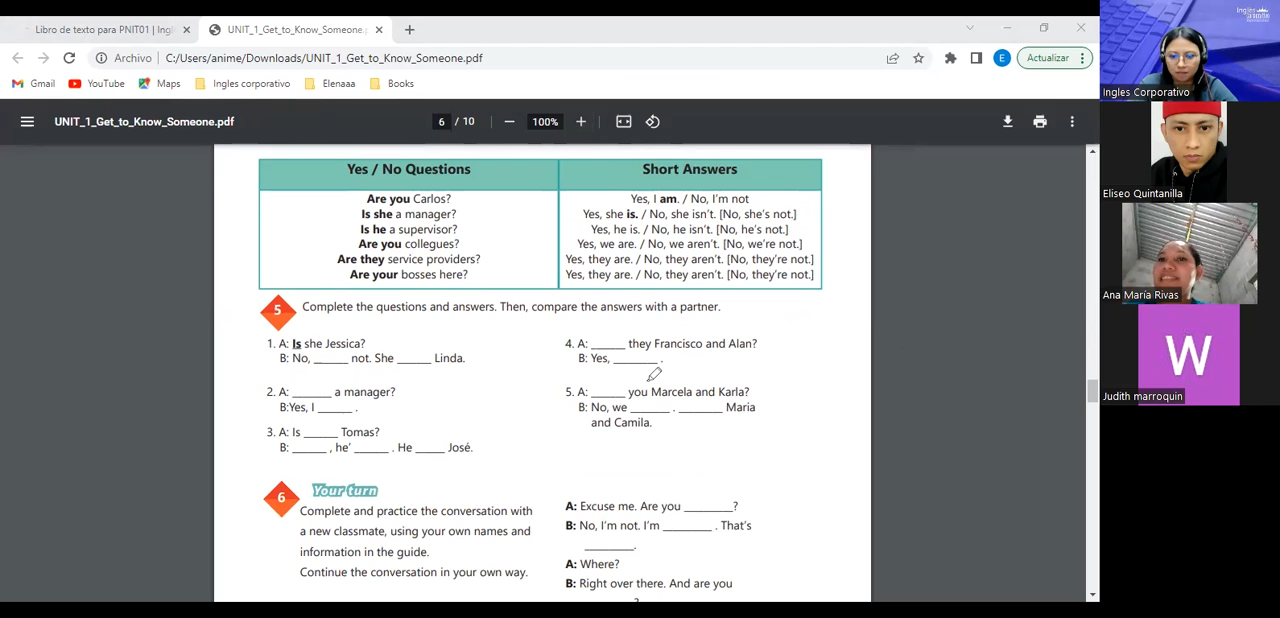 Libro de texto para PNIT01 | Ingl
UNIT_1_Get_to_Know_Someone.p
Archivo | C:/Users/anime/Downloads/UNIT_1_Get_to_Know_Someone.pdf
E
Actualizar
Gmail YouTube Maps Ingles corporativo Elenaaa Books
UNIT_1_Get_to_Know_Someone.pdf
6 / 10
100%
Yes / No Questions
Short Answers
Are you Carlos?
Yes, I am. / No, I'm not
Is she a manager?
Yes, she is. / No, she isn't. [No, she's not.]
Is he a supervisor?
Yes, he is. / No, he isn't. [No, he's not.]
Are you collegues?
Yes, we are. / No, we aren't. [No, we're not.]
Are they service providers?
Yes, they are. / No, they aren't. [No, they're not.]
Are your bosses here?
Yes, they are. / No, they aren't. [No, they're not.]
5 Complete the questions and answers. Then, compare the answers with a partner.
1. A: Is she Jessica?
B: No, ______ not. She ______ Linda.
2. A: _______ a manager?
B:Yes, I ______ .
3. A: Is ______ Tomas?
B: ______ , he' ______ . He _____ José.
4. A: ______ they Francisco and Alan?
B: Yes, ________ .
5. A: ______ you Marcela and Karla?
B: No, we _______ . ________ Maria
and Camila.
6 Your turn
Complete and practice the conversation with
a new classmate, using your own names and
information in the guide.
Continue the conversation in your own way.
A: Excuse me. Are you _________?
B: No, I'm not. I'm _________ . That's
_________.
A: Where?
B: Right over there. And are you
Ingles Corporativo
Eliseo Quintanilla
Ana María Rivas
W
Judith marroquin